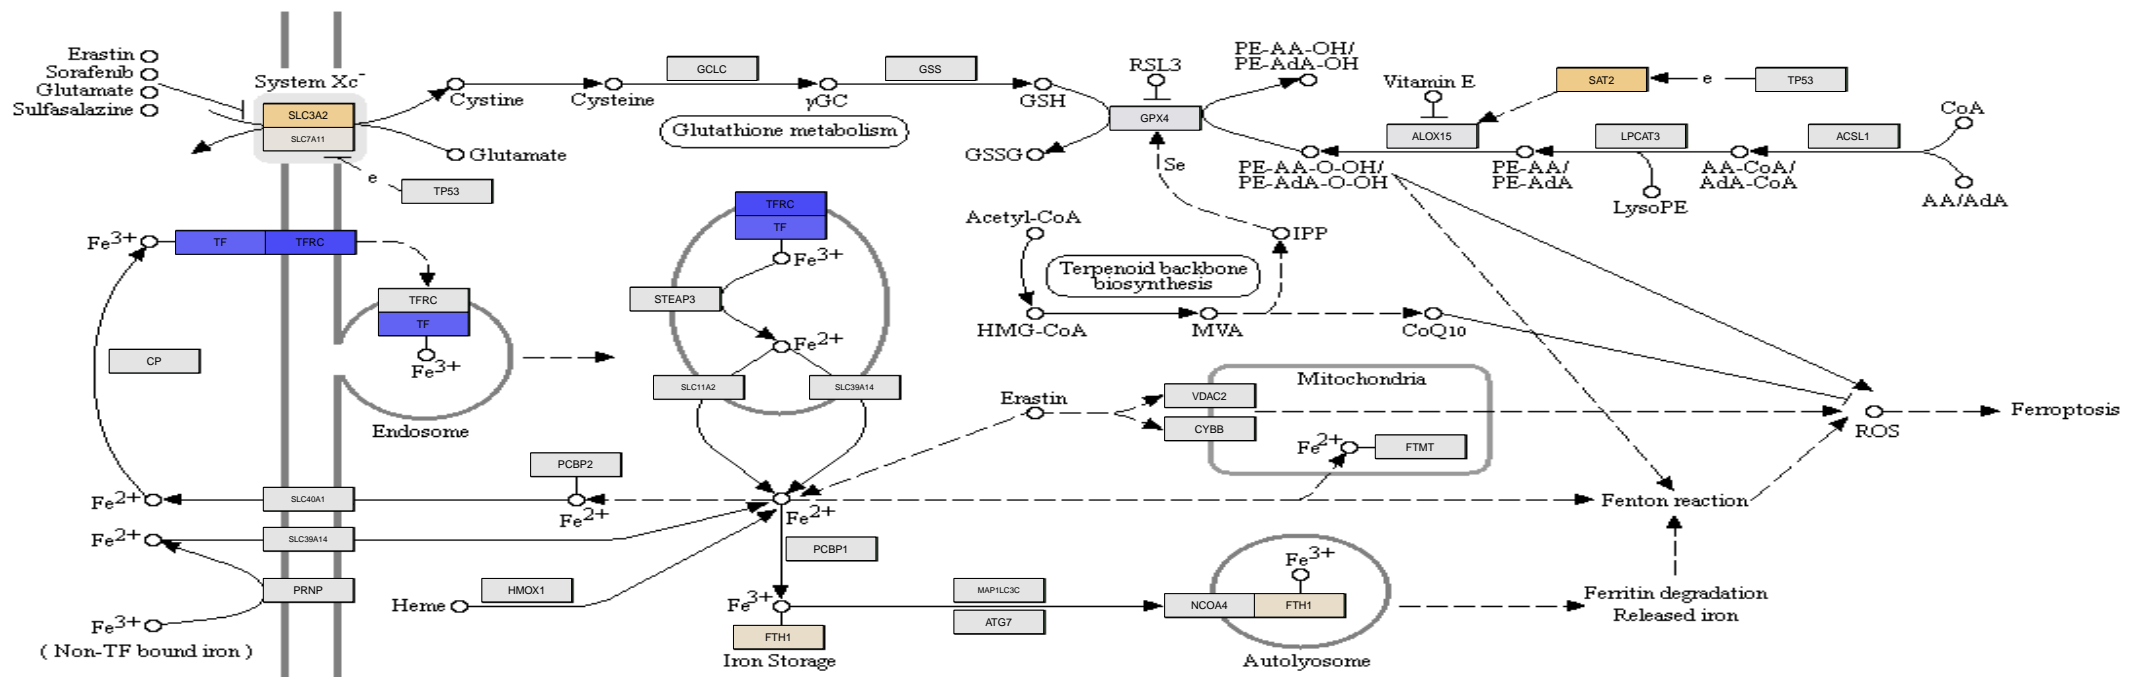 Erastin
Sorafenib
Glutamate
Sulfasalazine
System Xc-
SLC3A2
SLC7A11
TP53
Cystine
Glutamate
Cysteine
GCLC
γGC
GSS
GSH
GSSG
Glutathione metabolism
RSL3
GPX4
Se
PE-AA-OH/
PE-AdA-OH
PE-AA-O-OH/
PE-AdA-O-OH
Vitamin E
ALOX15
SAT2
e
TP53
PE-AA/
PE-AdA
LPCAT3
LysoPE
AA-CoA/
AdA-CoA
ACSL1
CoA
AA/AdA
e
Fe3+
TF
TFRC
TFRC
TF
Fe3+
Endosome
TFRC
TF
Fe3+
STEAP3
Fe2+
SLC11A2
SLC39A14
Acetyl-CoA
Terpenoid backbone
biosynthesis
HMG-CoA
MVA
IPP
CoQ10
CP
Erastin
Mitochondria
VDAC2
CYBB
Fe2+
FTMT
ROS
Ferroptosis
Fe2+
SLC40A1
PCBP2
Fe2+
Fe2+
Fenton reaction
Fe2+
SLC39A14
PCBP1
PRNP
Fe3+
( Non-TF bound iron )
Heme
HMOX1
Fe3+
FTH1
Iron Storage
MAP1LC3C
ATG7
NCOA4
FTH1
Fe3+
Autolyosome
Ferritin degradation
Released iron